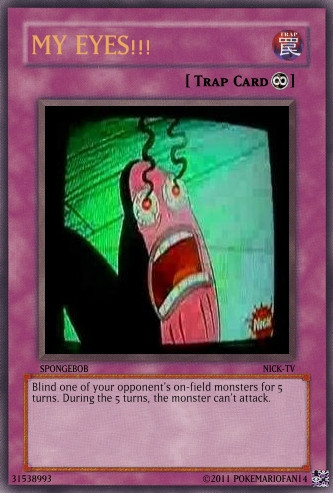 MY EYES!!!
TRAP
罠
[ TRAP CARD ]
Nick
SPONGEBOB NICK-TV
Blind one of your opponent's on-field monsters for 5
turns. During the 5 turns, the monster can't attack.
31538993 ©2011 POKEMARIOFAN14